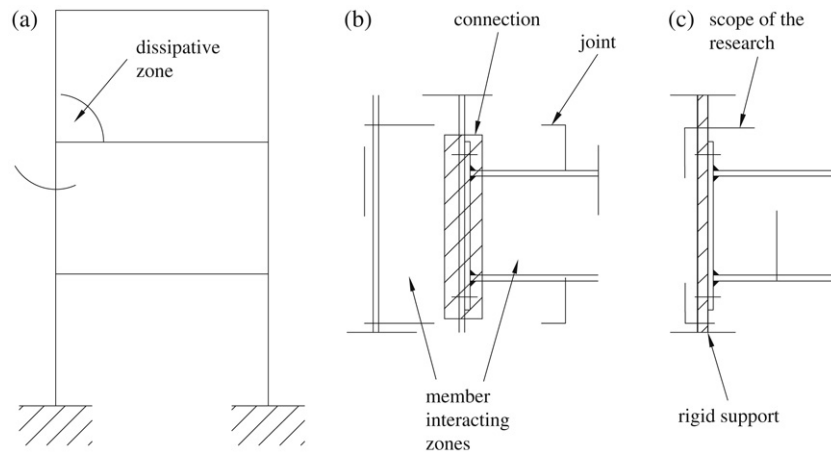 (a)
dissipative
zone
(b)
connection
joint
member
interacting
zones
(c)
scope of the
research
rigid support